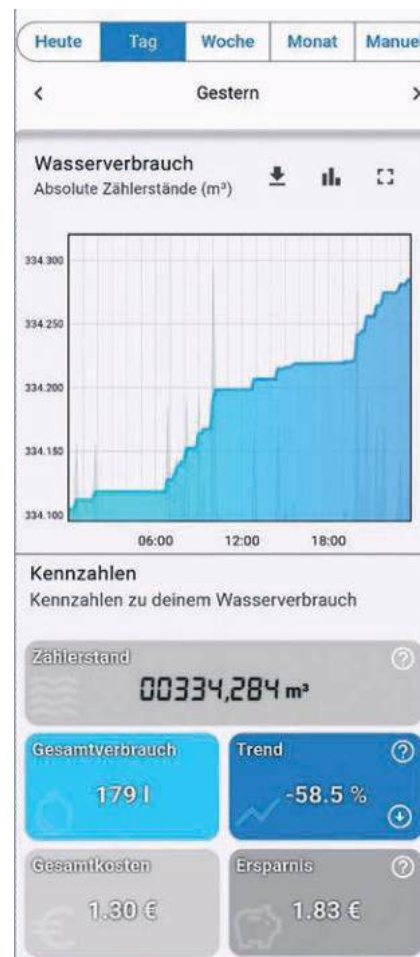 Heute Tag Woche Monat Manuel
‹ Gestern ›
Wasserverbrauch
Absolute Zählerstände (m³)
334.300
334.250
334.200
334.150
334.100
06:00 12:00 18:00
Kennzahlen
Kennzahlen zu deinem Wasserverbrauch
Zählerstand ?
00334,284 m³
Gesamtverbrauch Trend ?
179 l -58.5 %
Gesamtkosten Ersparnis ?
1.30 € 1.83 €